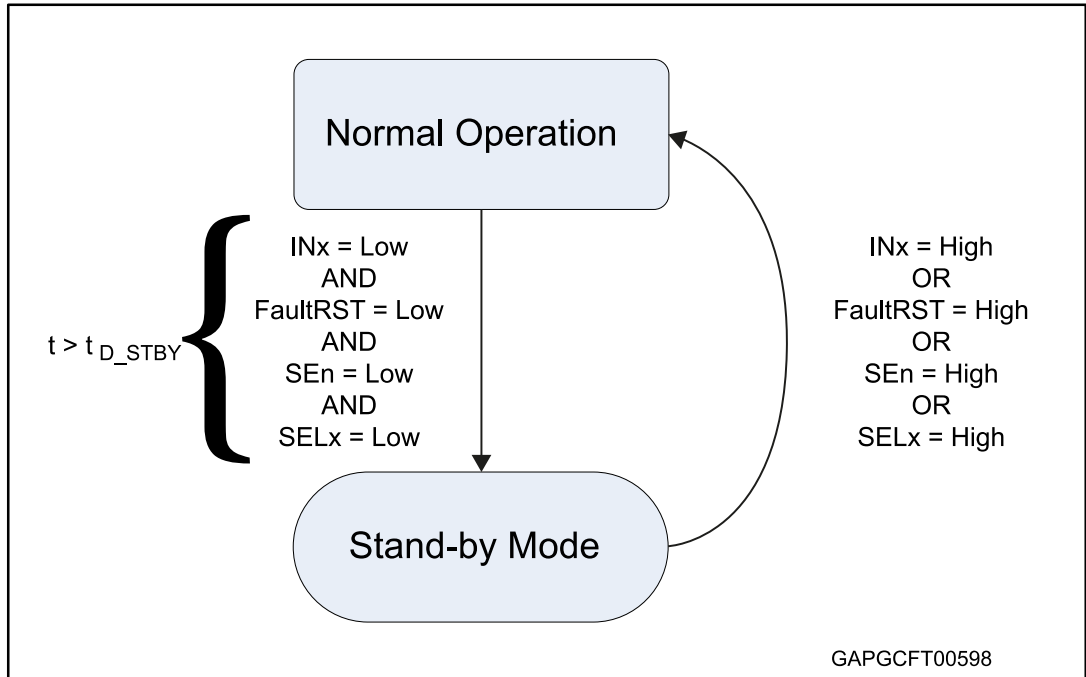 Normal Operation
t > t D_STBY
INx = Low
AND
FaultRST = Low
AND
SEn = Low
AND
SELx = Low
INx = High
OR
FaultRST = High
OR
SEn = High
OR
SELx = High
Stand-by Mode
GAPGCFT00598